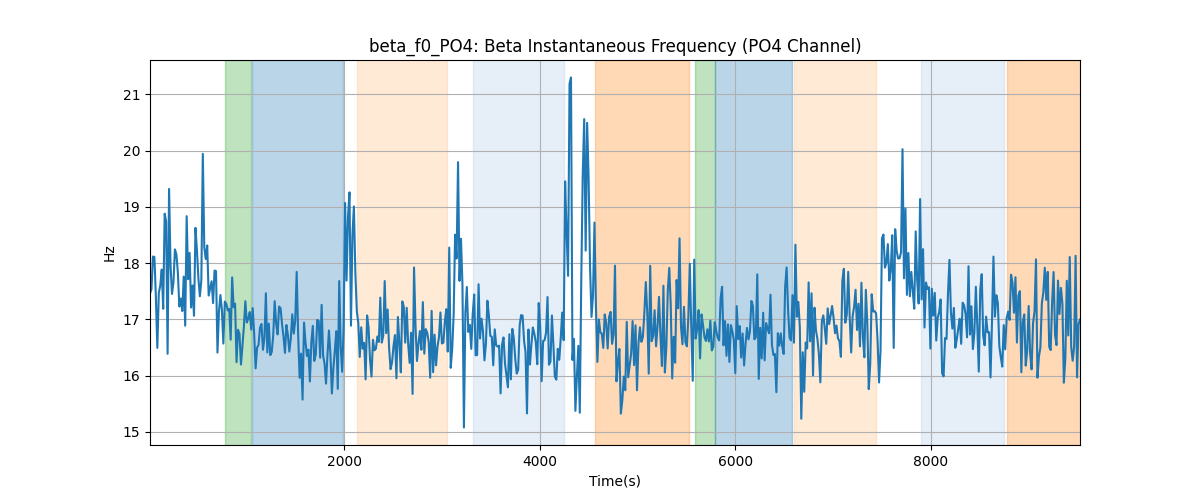 beta_f0_PO4: Beta Instantaneous Frequency (PO4 Channel)
21
20
19
18
17
16
15
Hz
2000 4000 6000 8000
Time(s)